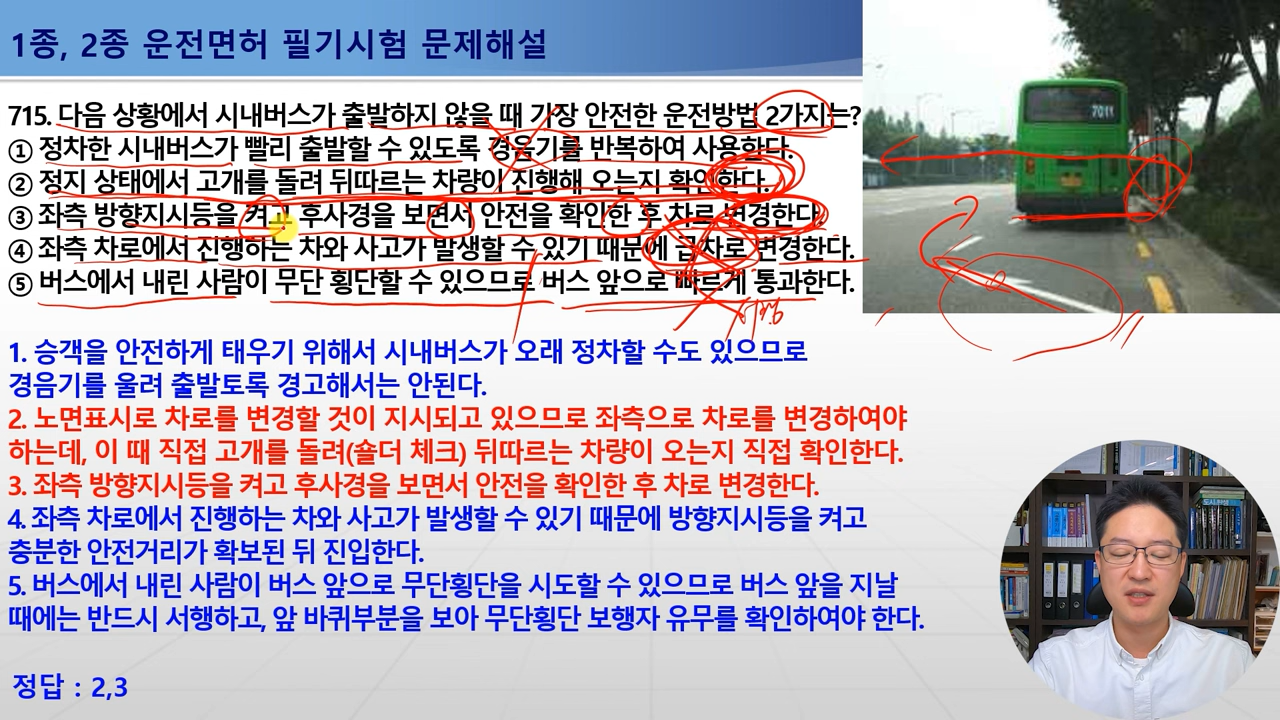 1종, 2종 운전면허 필기시험 문제해설
715. 다음 상황에서 시내버스가 출발하지 않을 때 가장 안전한 운전방법 2가지는?
① 정차한 시내버스가 빨리 출발할 수 있도록 경음기를 반복하여 사용한다.
② 정지 상태에서 고개를 돌려 뒤따르는 차량이 진행해 오는지 확인한다.
③ 좌측 방향지시등을 켜고 후사경을 보면서 안전을 확인한 후 차로 변경한다.
④ 좌측 차로에서 진행하는 차와 사고가 발생할 수 있기 때문에 급차로 변경한다.
⑤ 버스에서 내린 사람이 무단 횡단할 수 있으므로 버스 앞으로 빠르게 통과한다.
7011
서행
1. 승객을 안전하게 태우기 위해서 시내버스가 오래 정차할 수도 있으므로
경음기를 울려 출발토록 경고해서는 안된다.
2. 노면표시로 차로를 변경할 것이 지시되고 있으므로 좌측으로 차로를 변경하여야
하는데, 이 때 직접 고개를 돌려(숄더 체크) 뒤따르는 차량이 오는지 직접 확인한다.
3. 좌측 방향지시등을 켜고 후사경을 보면서 안전을 확인한 후 차로 변경한다.
4. 좌측 차로에서 진행하는 차와 사고가 발생할 수 있기 때문에 방향지시등을 켜고
충분한 안전거리가 확보된 뒤 진입한다.
5. 버스에서 내린 사람이 버스 앞으로 무단횡단을 시도할 수 있으므로 버스 앞을 지날
때에는 반드시 서행하고, 앞 바퀴부분을 보아 무단횡단 보행자 유무를 확인하여야 한다.
정답 : 2,3